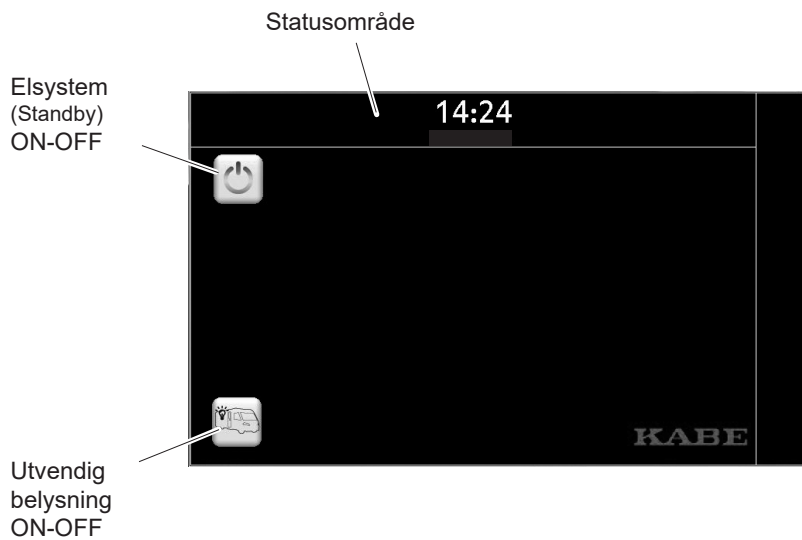 Statusområde
Elsystem
(Standby)
ON-OFF
14:24
KABE
Utvendig
belysning
ON-OFF